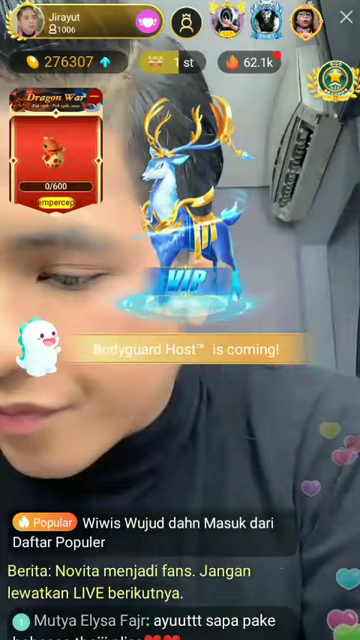 Jirayut
1006
276307
1 st
62.1k
Dragon War
0/600
mempercep
VIP
Bodyguard Host™ is coming!
Popular Wiwis Wujud dahn Masuk dari
Daftar Populer
Berita: Novita menjadi fans. Jangan
lewatkan LIVE berikutnya.
1 Mutya Elysa Fajr: ayuuttt sapa pake